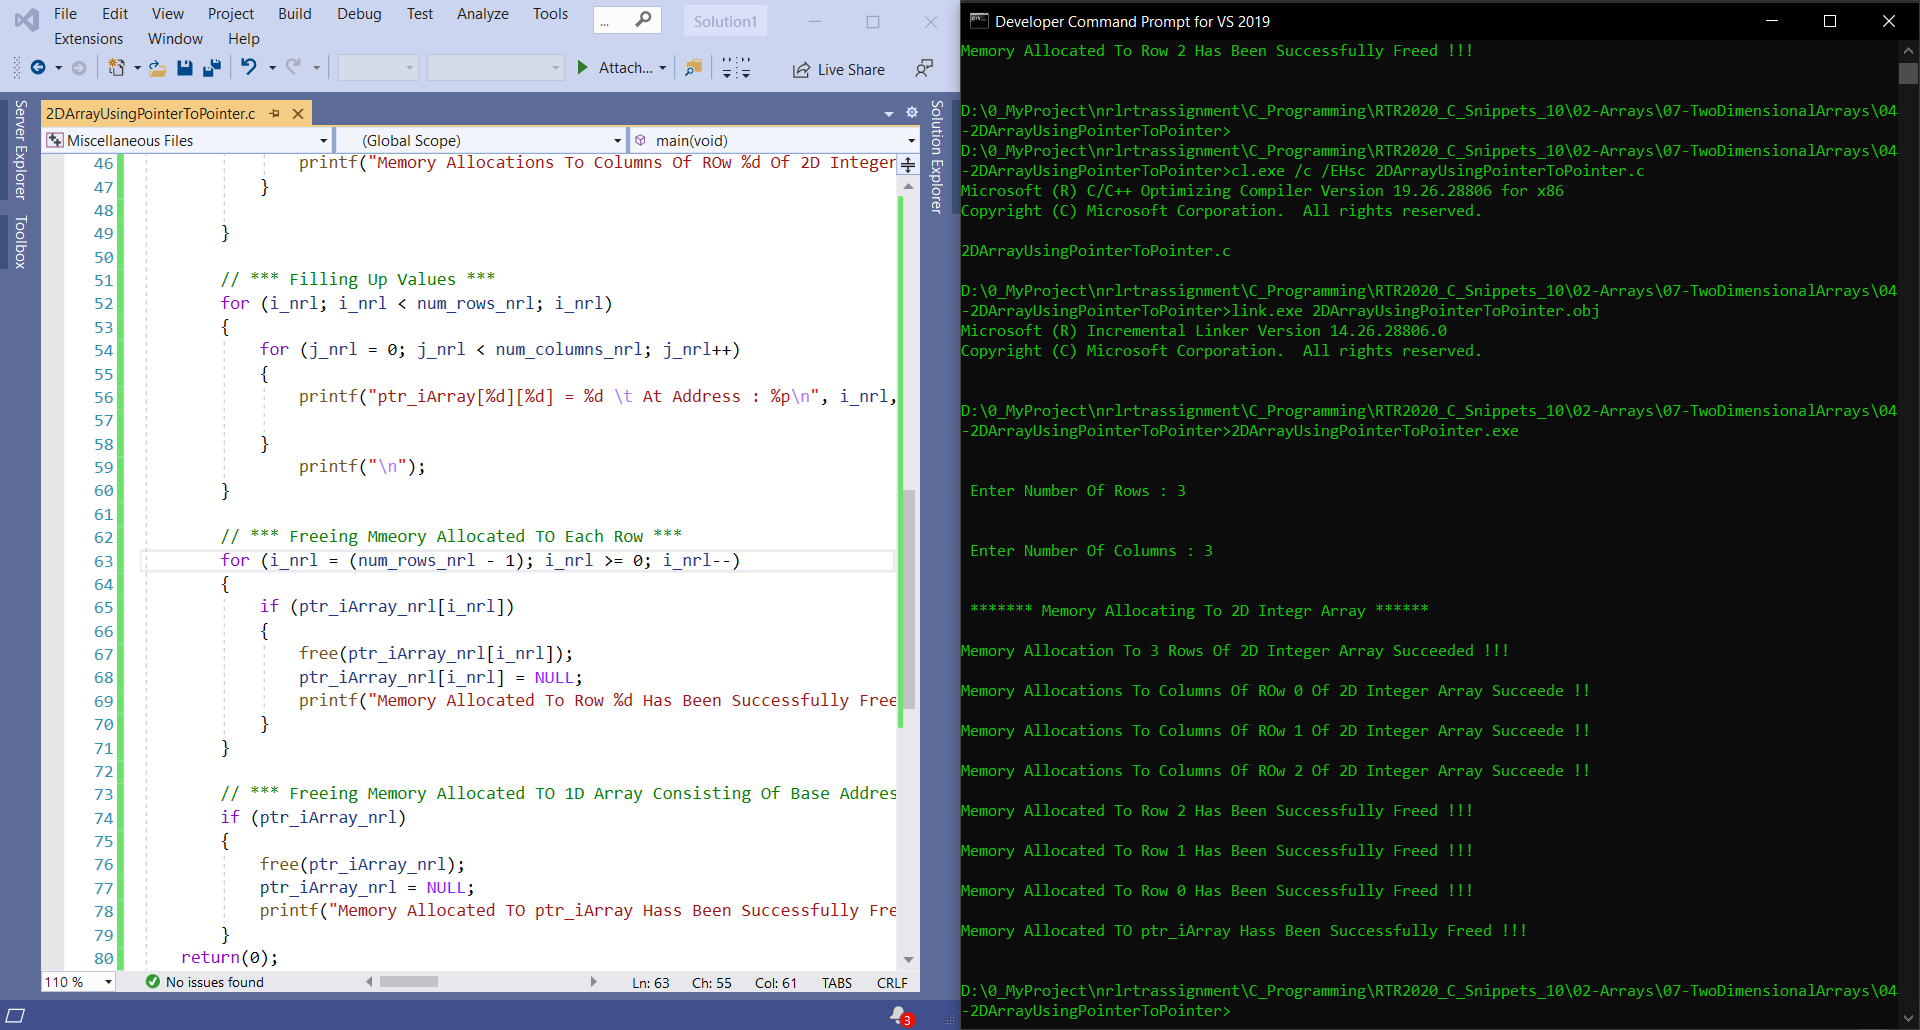 File Edit View Project Build Debug Test Analyze Tools ... Solution1
Extensions Window Help
Attach... Live Share
Server Explorer
Toolbox
2DArrayUsingPointerToPointer.c
Miscellaneous Files (Global Scope) main(void)
46 printf("Memory Allocations To Columns Of ROw %d Of 2D Integer
47 }
48
49 }
50
51 // *** Filling Up Values ***
52 for (i_nrl; i_nrl < num_rows_nrl; i_nrl)
53 {
54 for (j_nrl = 0; j_nrl < num_columns_nrl; j_nrl++)
55 {
56 printf("ptr_iArray[%d][%d] = %d \t At Address : %p\n", i_nrl,
57
58 }
59 printf("\n");
60 }
61
62 // *** Freeing Mmeory Allocated TO Each Row ***
63 for (i_nrl = (num_rows_nrl - 1); i_nrl >= 0; i_nrl--)
64 {
65 if (ptr_iArray_nrl[i_nrl])
66 {
67 free(ptr_iArray_nrl[i_nrl]);
68 ptr_iArray_nrl[i_nrl] = NULL;
69 printf("Memory Allocated To Row %d Has Been Successfully Free
70 }
71 }
72
73 // *** Freeing Memory Allocated TO 1D Array Consisting Of Base Addres
74 if (ptr_iArray_nrl)
75 {
76 free(ptr_iArray_nrl);
77 ptr_iArray_nrl = NULL;
78 printf("Memory Allocated TO ptr_iArray Hass Been Successfully Fre
79 }
80 return(0);
110 % No issues found Ln: 63 Ch: 55 Col: 61 TABS CRLF
3
Solution Explorer
Developer Command Prompt for VS 2019
Memory Allocated To Row 2 Has Been Successfully Freed !!!
D:\0_MyProject\nrlrtrassignment\C_Programming\RTR2020_C_Snippets_10\02-Arrays\07-TwoDimensionalArrays\04
-2DArrayUsingPointerToPointer>
D:\0_MyProject\nrlrtrassignment\C_Programming\RTR2020_C_Snippets_10\02-Arrays\07-TwoDimensionalArrays\04
-2DArrayUsingPointerToPointer>cl.exe /c /EHsc 2DArrayUsingPointerToPointer.c
Microsoft (R) C/C++ Optimizing Compiler Version 19.26.28806 for x86
Copyright (C) Microsoft Corporation.  All rights reserved.
2DArrayUsingPointerToPointer.c
D:\0_MyProject\nrlrtrassignment\C_Programming\RTR2020_C_Snippets_10\02-Arrays\07-TwoDimensionalArrays\04
-2DArrayUsingPointerToPointer>link.exe 2DArrayUsingPointerToPointer.obj
Microsoft (R) Incremental Linker Version 14.26.28806.0
Copyright (C) Microsoft Corporation.  All rights reserved.
D:\0_MyProject\nrlrtrassignment\C_Programming\RTR2020_C_Snippets_10\02-Arrays\07-TwoDimensionalArrays\04
-2DArrayUsingPointerToPointer>2DArrayUsingPointerToPointer.exe
Enter Number Of Rows : 3
Enter Number Of Columns : 3
******* Memory Allocating To 2D Integr Array ******
Memory Allocation To 3 Rows Of 2D Integer Array Succeeded !!!
Memory Allocations To Columns Of ROw 0 Of 2D Integer Array Succeede !!
Memory Allocations To Columns Of ROw 1 Of 2D Integer Array Succeede !!
Memory Allocations To Columns Of ROw 2 Of 2D Integer Array Succeede !!
Memory Allocated To Row 2 Has Been Successfully Freed !!!
Memory Allocated To Row 1 Has Been Successfully Freed !!!
Memory Allocated To Row 0 Has Been Successfully Freed !!!
Memory Allocated TO ptr_iArray Hass Been Successfully Freed !!!
D:\0_MyProject\nrlrtrassignment\C_Programming\RTR2020_C_Snippets_10\02-Arrays\07-TwoDimensionalArrays\04
-2DArrayUsingPointerToPointer>